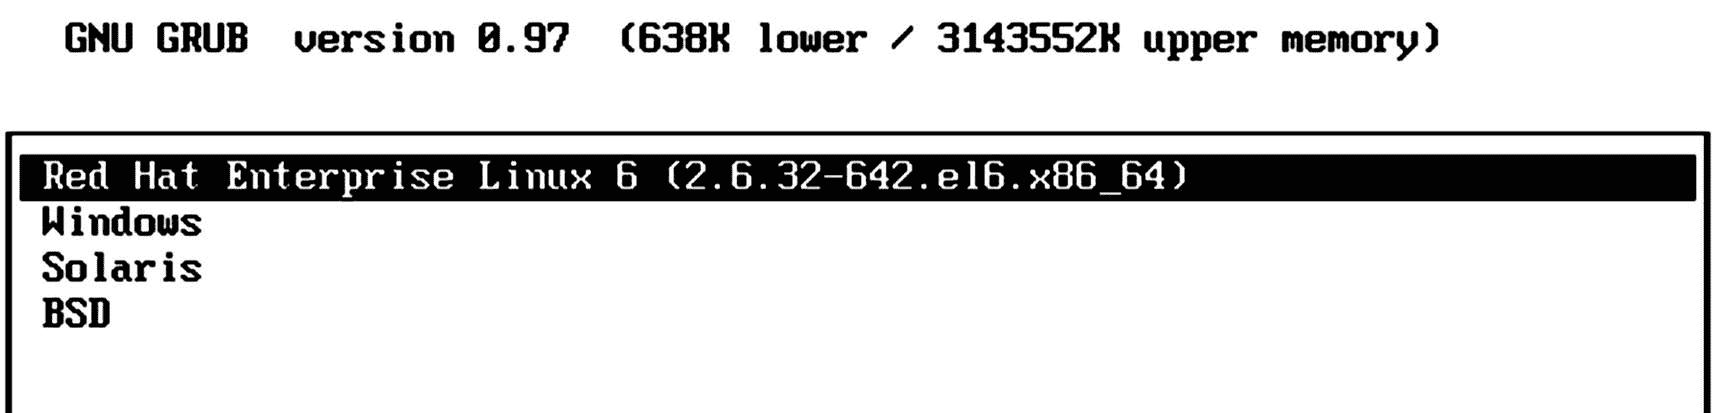 GNU GRUB version 0.97 (638K lower / 3143552K upper memory)
Red Hat Enterprise Linux 6 (2.6.32-642.el6.x86_64)
Windows
Solaris
BSD